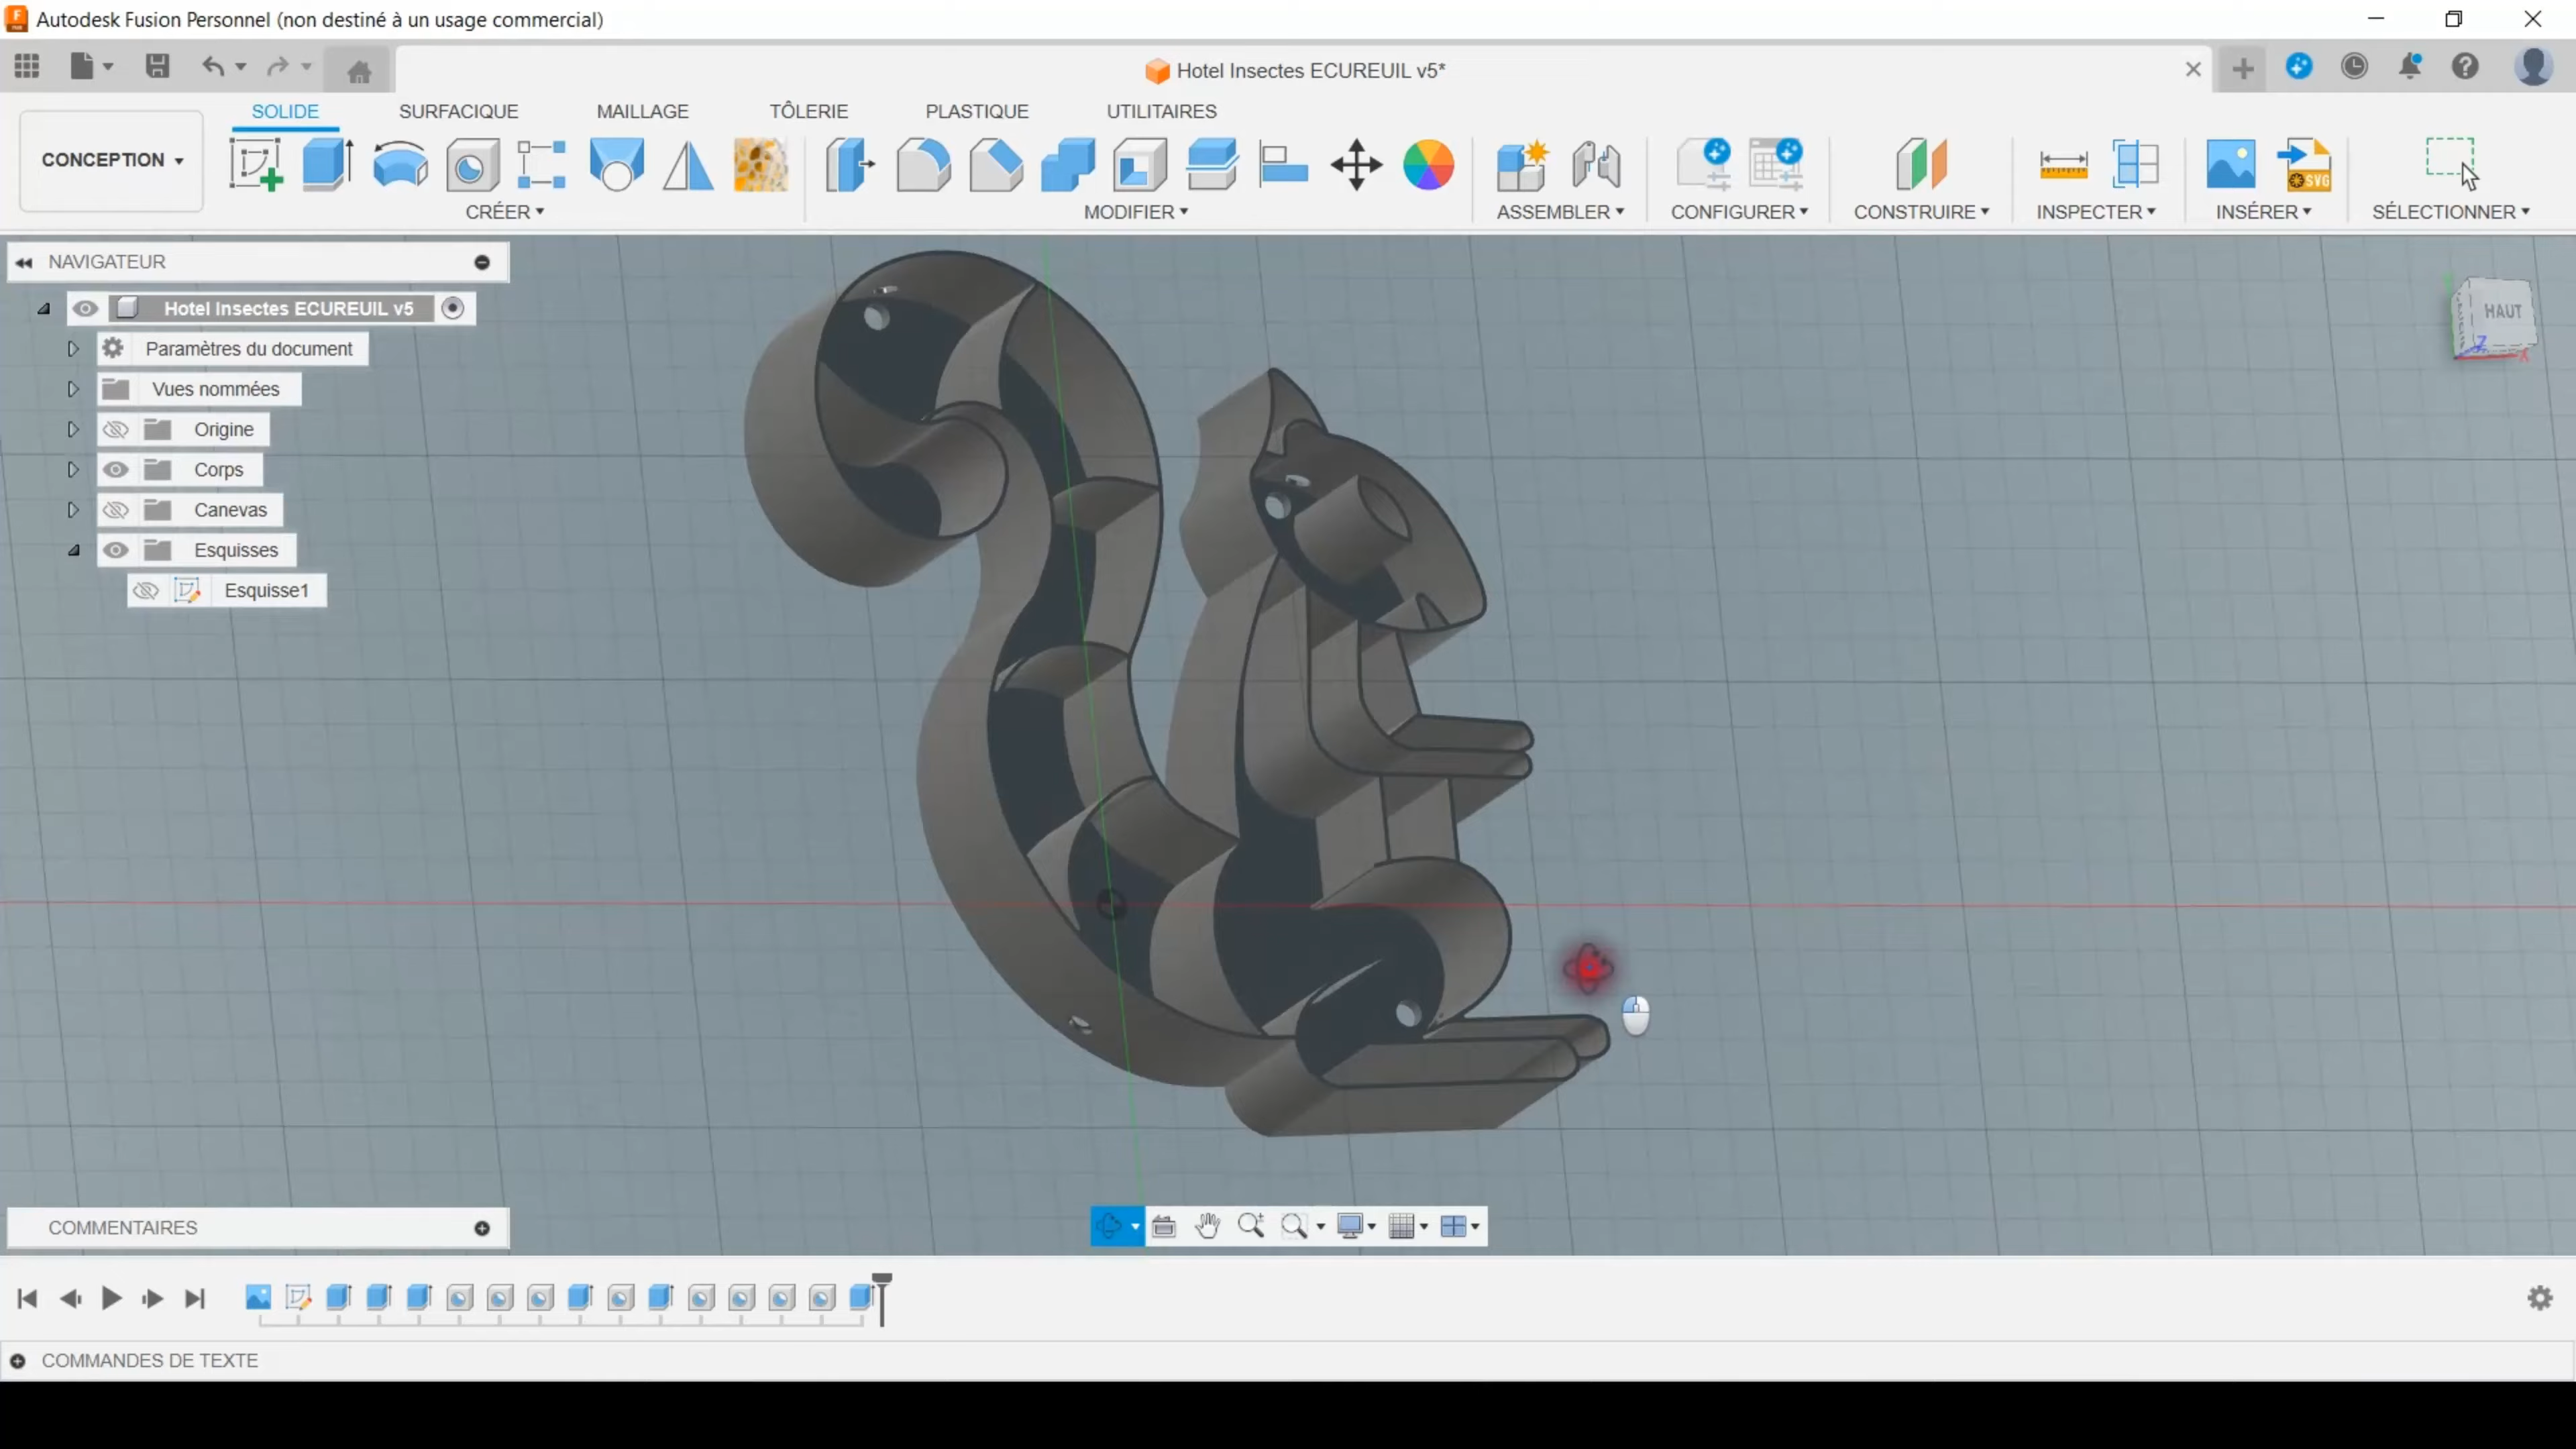 Autodesk Fusion Personnel (non destiné à un usage commercial)
Hotel Insectes ECUREUIL v5*
SOLIDE SURFACIQUE MAILLAGE TÔLERIE PLASTIQUE UTILITAIRES
CONCEPTION
SVG
CRÉER MODIFIER ASSEMBLER CONFIGURER CONSTRUIRE INSPECTER INSÉRER SÉLECTIONNER
NAVIGATEUR
Hotel Insectes ECUREUIL v5
HAUT
Z
X
Paramètres du document
Vues nommées
Origine
Corps
Canevas
Esquisses
Esquisse1
COMMENTAIRES
COMMANDES DE TEXTE